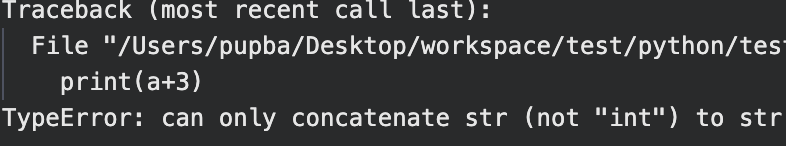 Traceback (most recent call last):
File "/Users/pupba/Desktop/workspace/test/python/tes
print(a+3)
TypeError: can only concatenate str (not "int") to str